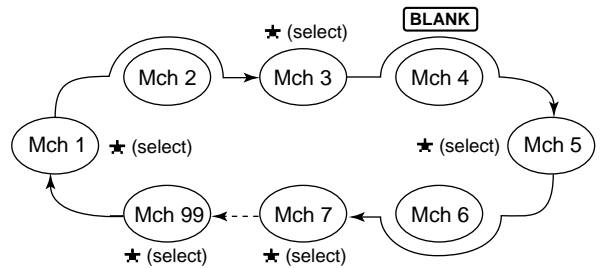 BLANK
★ (select)
Mch 2
Mch 3
Mch 4
Mch 1
★ (select)
★ (select)
Mch 5
Mch 99
Mch 7
Mch 6
★ (select)
★ (select)